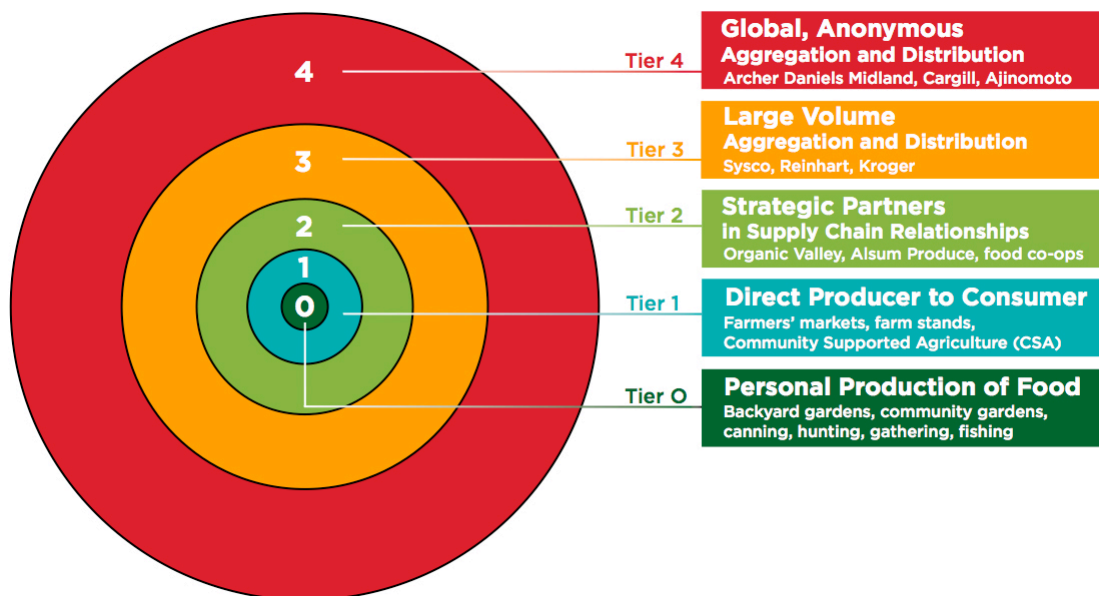 4
Tier 4
Global, Anonymous
Aggregation and Distribution
Archer Daniels Midland, Cargill, Ajinomoto
3
Tier 3
Large Volume
Aggregation and Distribution
Sysco, Reinhart, Kroger
2
Tier 2
Strategic Partners
in Supply Chain Relationships
Organic Valley, Alsum Produce, food co-ops
1
Tier 1
Direct Producer to Consumer
Farmers’ markets, farm stands,
Community Supported Agriculture (CSA)
0
Tier O
Personal Production of Food
Backyard gardens, community gardens,
canning, hunting, gathering, fishing